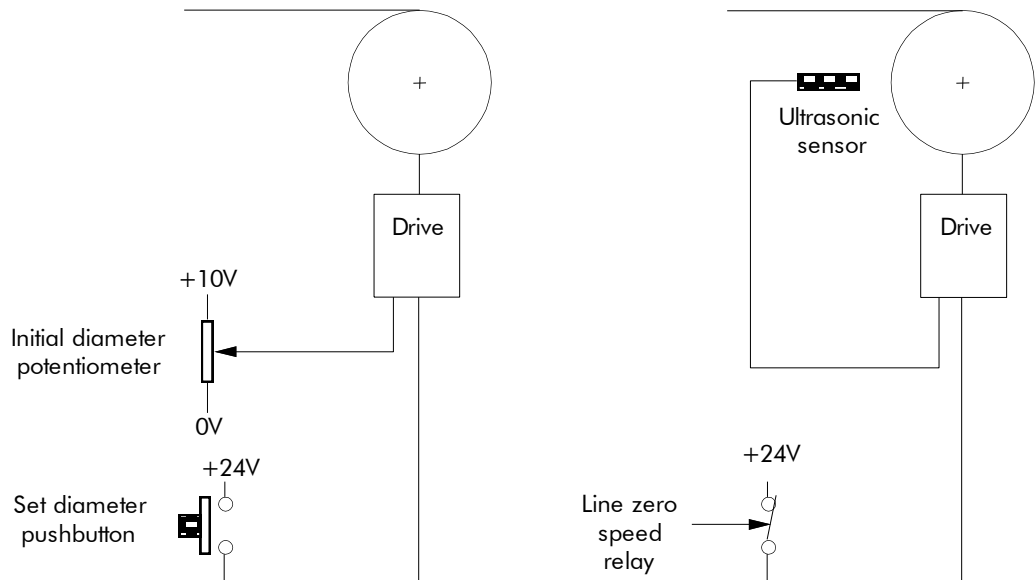 Drive
+10V
Initial diameter
potentiometer
0V
+24V
Set diameter
pushbutton
Ultrasonic
sensor
Drive
+24V
Line zero
speed
relay